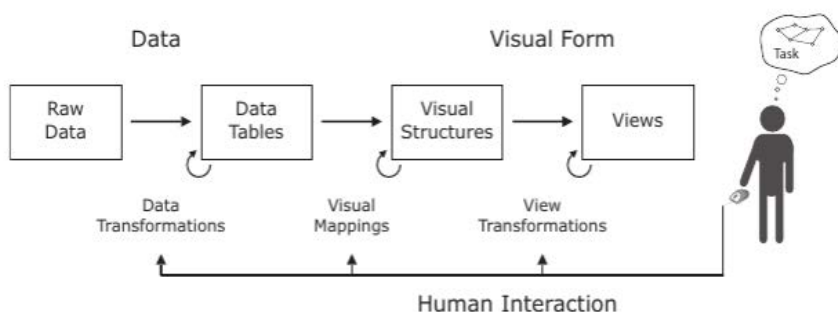 Data
Visual Form
Task
Raw
Data
Data
Tables
Visual
Structures
Views
Data
Transformations
Visual
Mappings
View
Transformations
Human Interaction